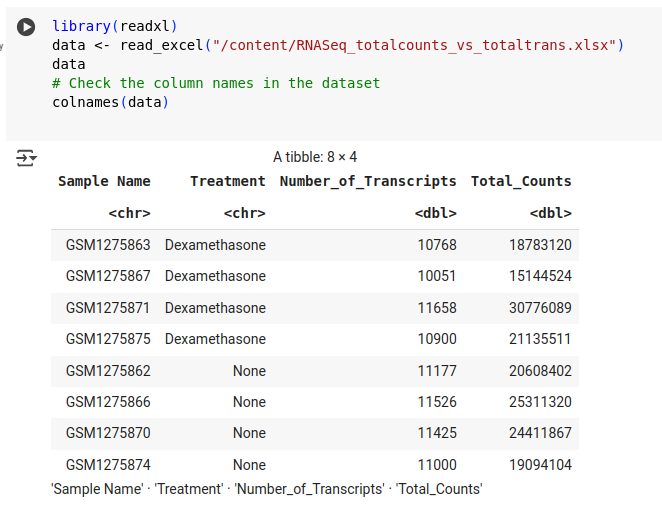 library(readxl)
data <- read_excel("/content/RNASeq_totalcounts_vs_totaltrans.xlsx")
data
# Check the column names in the dataset
colnames(data)
A tibble: 8 × 4
Sample Name Treatment Number_of_Transcripts Total_Counts
<chr> <chr> <dbl> <dbl>
GSM1275863 Dexamethasone 10768 18783120
GSM1275867 Dexamethasone 10051 15144524
GSM1275871 Dexamethasone 11658 30776089
GSM1275875 Dexamethasone 10900 21135511
GSM1275862 None 11177 20608402
GSM1275866 None 11526 25311320
GSM1275870 None 11425 24411867
GSM1275874 None 11000 19094104
'Sample Name' · 'Treatment' · 'Number_of_Transcripts' · 'Total_Counts'